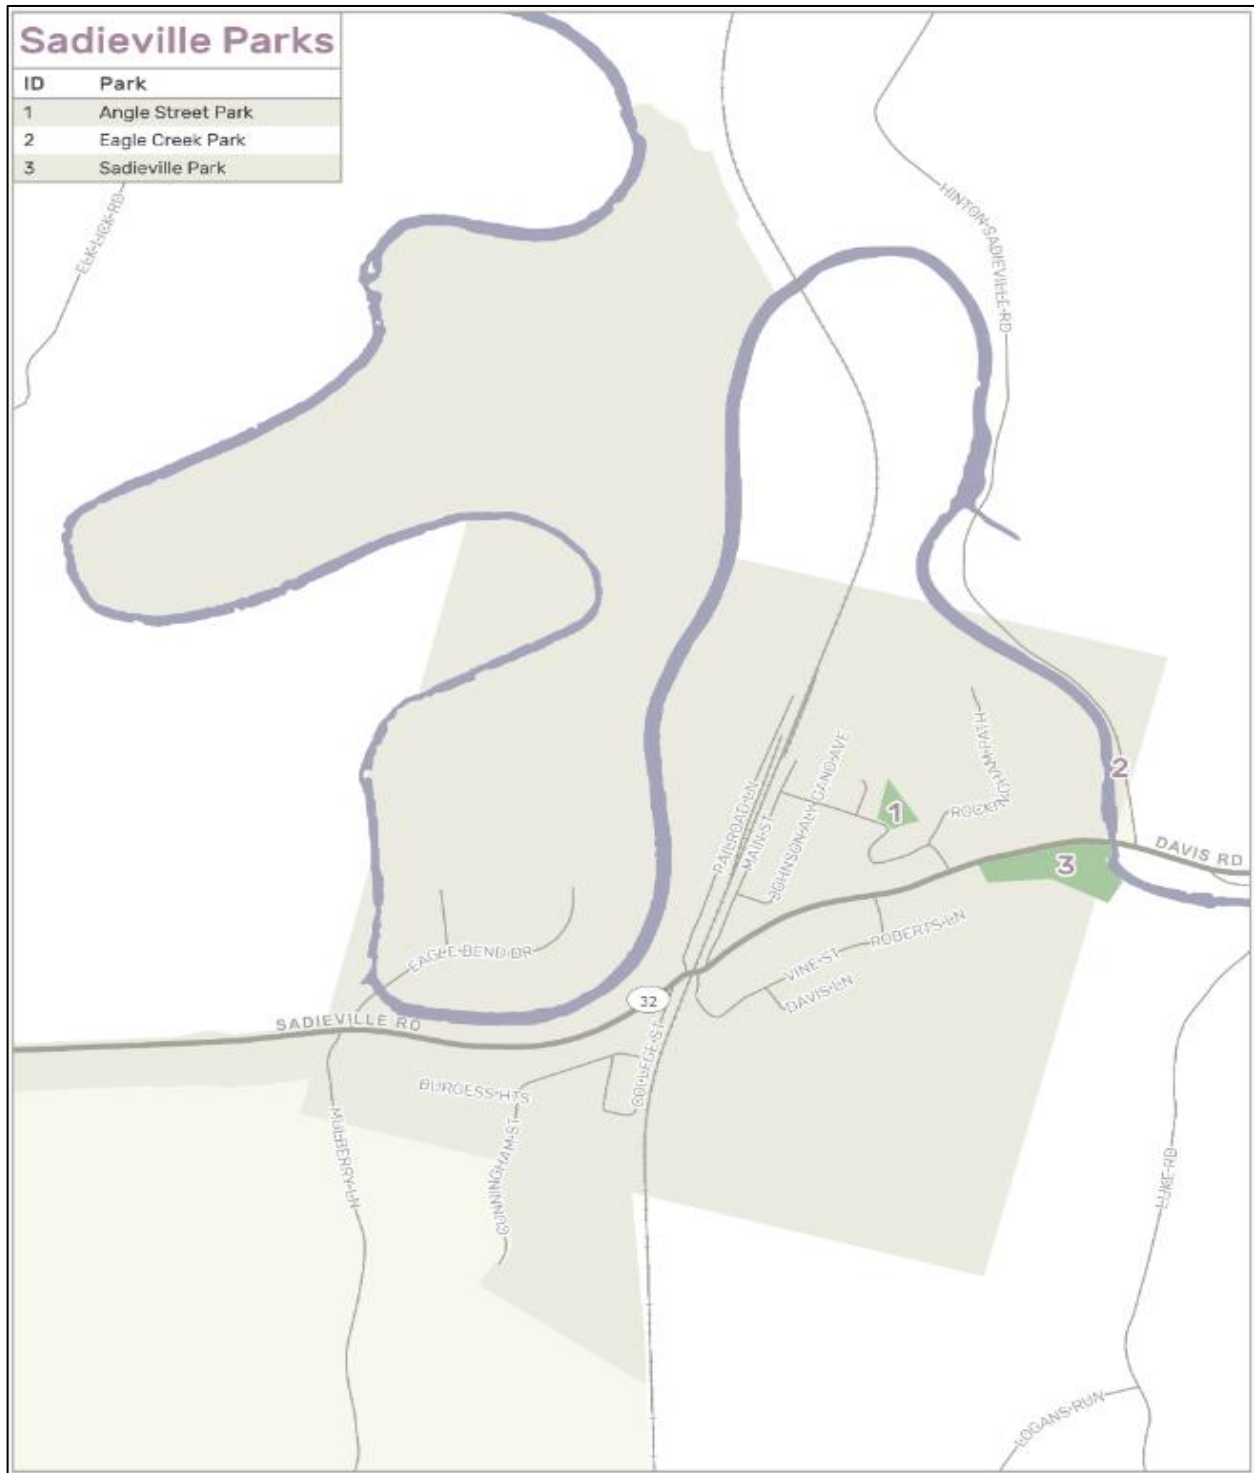 Sadieville Parks
ID Park
1 Angle Street Park
2 Eagle Creek Park
3 Sadieville Park
ELK LICK RD
HINTON SADIEVILLE RD
JOHNSON ALY CAND AVE
RAILROAD LN
MAIN ST
2
1
3
DAVIS RD
ROBERTS LN
VINE ST
DAVIS LN
EAGLE BEND DR
SADIEVILLE RD
32
COLLEGE ST
BURGESS HTS
CUNNINGHAM ST
MULBERRY LN
LUKE RD
LOGANS RUN